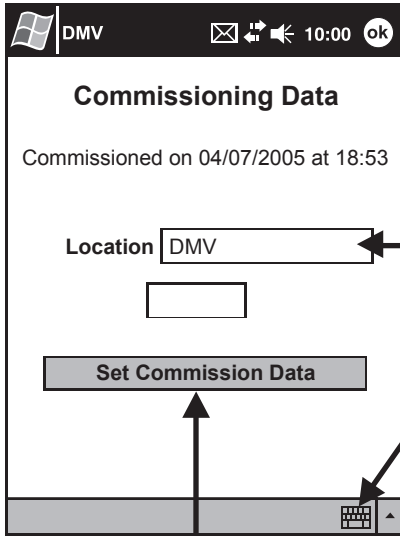 DMV 10:00 ok
Commissioning Data
Commissioned on 04/07/2005 at 18:53
Location DMV
Set Commission Data